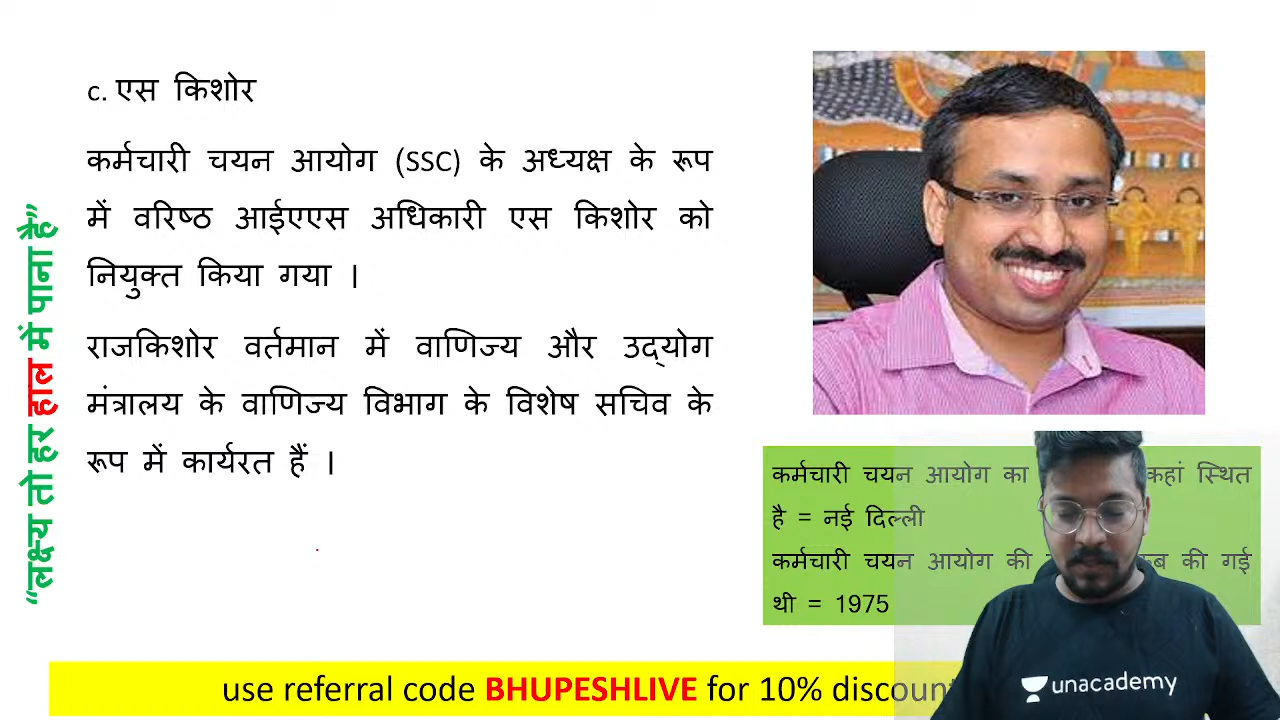 c. एस किशोर
कर्मचारी चयन आयोग (SSC) के अध्यक्ष के रूप
में वरिष्ठ आईएएस अधिकारी एस किशोर को
नियुक्त किया गया ।
राजकिशोर वर्तमान में वाणिज्य और उद्योग
मंत्रालय के वाणिज्य विभाग के विशेष सचिव के
रूप में कार्यरत हैं ।
"लक्ष्य तो हर हाल में पाना है"
कर्मचारी चयन आयोग का कहां स्थित
है = नई दिल्ली
कर्मचारी चयन आयोग की की गई
थी = 1975
unacademy
use referral code BHUPESHLIVE for 10% discount